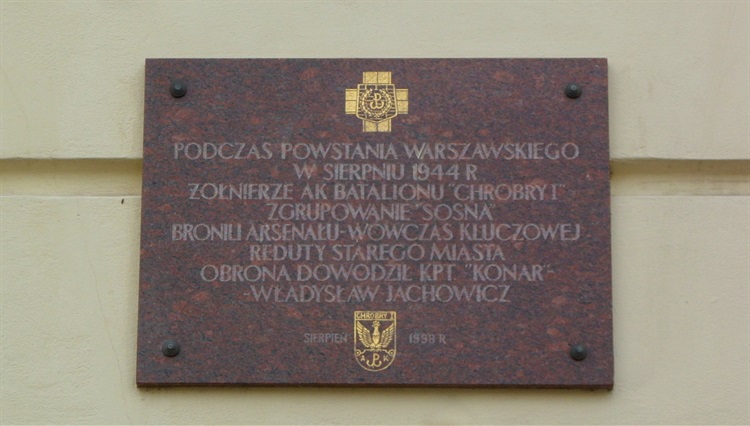 PODCZAS POWSTANIA WARSZAWSKIEGO
W SIERPNIU 1944 R
ŻOŁNIERZE AK BATALIONU "CHROBRY I"
ZGRUPOWANIE "SOSNA"
BRONILI ARSENAŁU-WÓWCZAS KLUCZOWEJ
REDUTY STAREGO MIASTA
OBRONĄ DOWODZIŁ KPT "KONAR"-
-WŁADYSŁAW JACHOWICZ
CHROBRY I
SIERPIEŃ 1998 R
A K